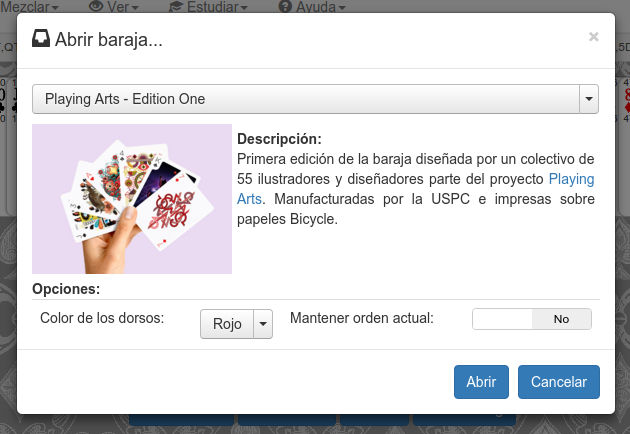 Mezclar Ver Estudiar Ayuda
Abrir baraja... ×
Playing Arts - Edition One
Descripción:
Primera edición de la baraja diseñada por un colectivo de
55 ilustradores y diseñadores parte del proyecto Playing
Arts. Manufacturadas por la USPC e impresas sobre
papeles Bicycle.
Opciones:
Color de los dorsos: Rojo Mantener orden actual: No
Abrir Cancelar